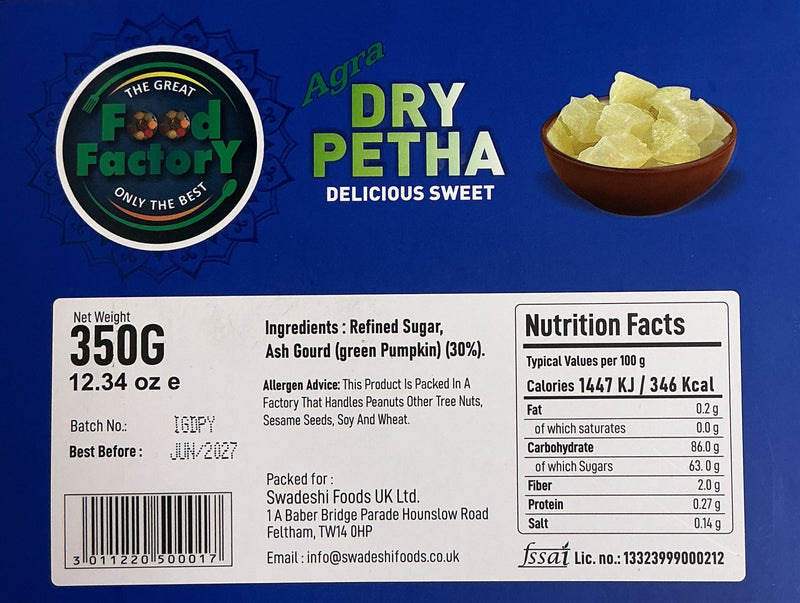 THE GREAT
Food
FactorY
ONLY THE BEST
Agra
DRY
PETHA
DELICIOUS SWEET
Net Weight
350G
12.34 oz e
Batch No.: IGDPY
Best Before : JUN/2027
3 011220 500017
Ingredients : Refined Sugar,
Ash Gourd (green Pumpkin) (30%).
Allergen Advice: This Product Is Packed In A
Factory That Handles Peanuts Other Tree Nuts,
Sesame Seeds, Soy And Wheat.
Packed for :
Swadeshi Foods UK Ltd.
1 A Baber Bridge Parade Hounslow Road
Feltham, TW14 0HP
Email : info@swadeshifoods.co.uk
Nutrition Facts
Typical Values per 100 g
Calories 1447 KJ / 346 Kcal
Fat 0.2 g
of which saturates 0.0 g
Carbohydrate 86.0 g
of which Sugars 63. 0 g
Fiber 2.0 g
Protein 0.27 g
Salt 0.14 g
fssai Lic. no.: 13323999000212